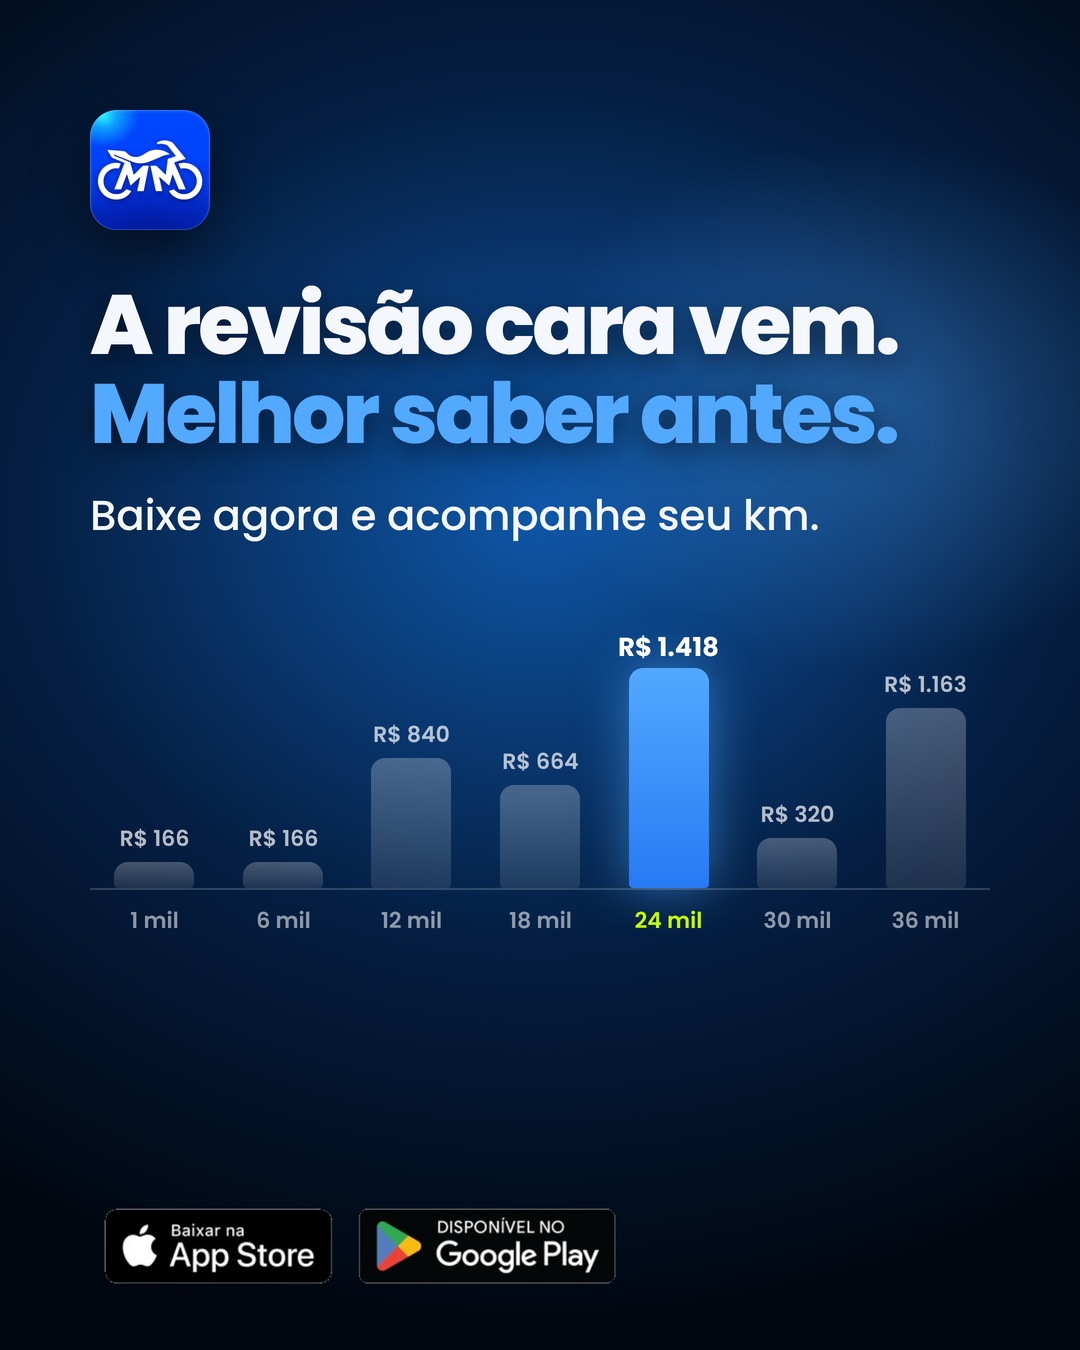 MM
A revisão cara vem.
Melhor saber antes.
Baixe agora e acompanhe seu km.
R$ 166
R$ 166
R$ 840
R$ 664
R$ 1.418
R$ 320
R$ 1.163
1 mil
6 mil
12 mil
18 mil
24 mil
30 mil
36 mil
Baixar na
App Store
DISPONÍVEL NO
Google Play